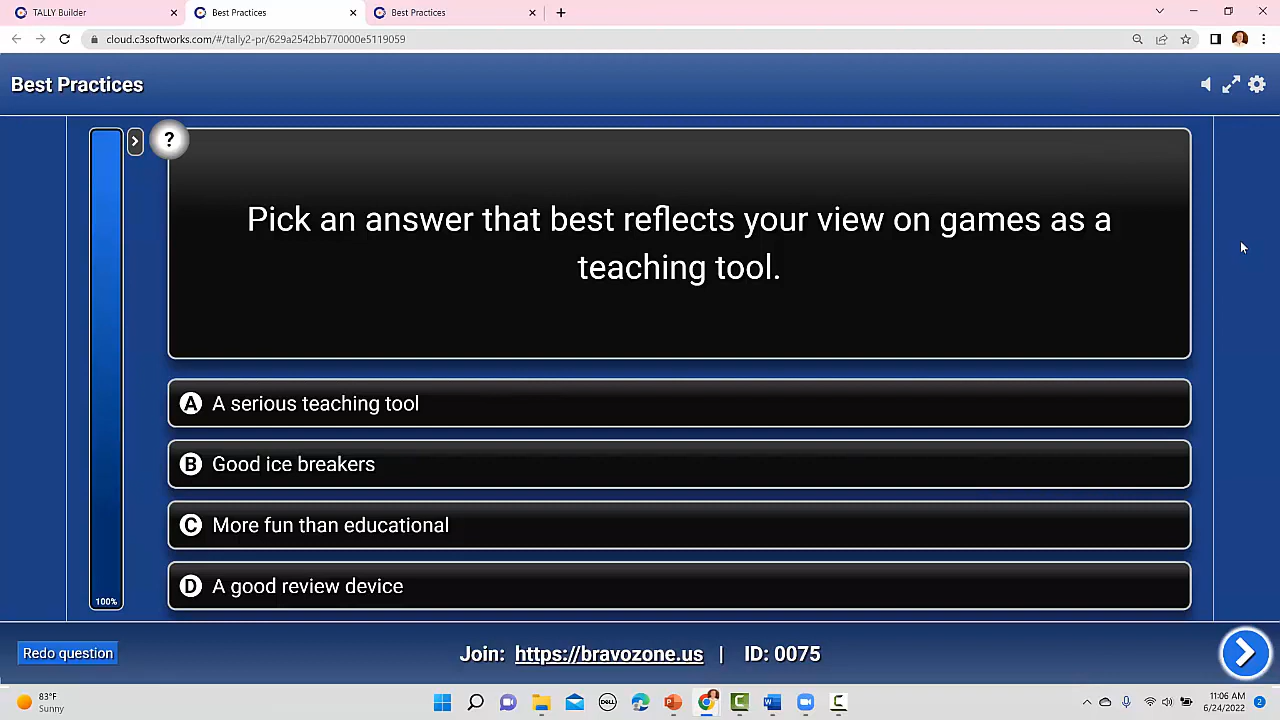 TALLY Builder
Best Practices
Best Practices
cloud.c3softworks.com/#/tally2-pr/629a2542bb770000e5119059
Best Practices
?
Pick an answer that best reflects your view on games as a
teaching tool.
A A serious teaching tool
B Good ice breakers
C More fun than educational
D A good review device
100%
Redo question
Join: https://bravozone.us | ID: 0075
83°F
Sunny
DELL
11:06 AM
6/24/2022
2